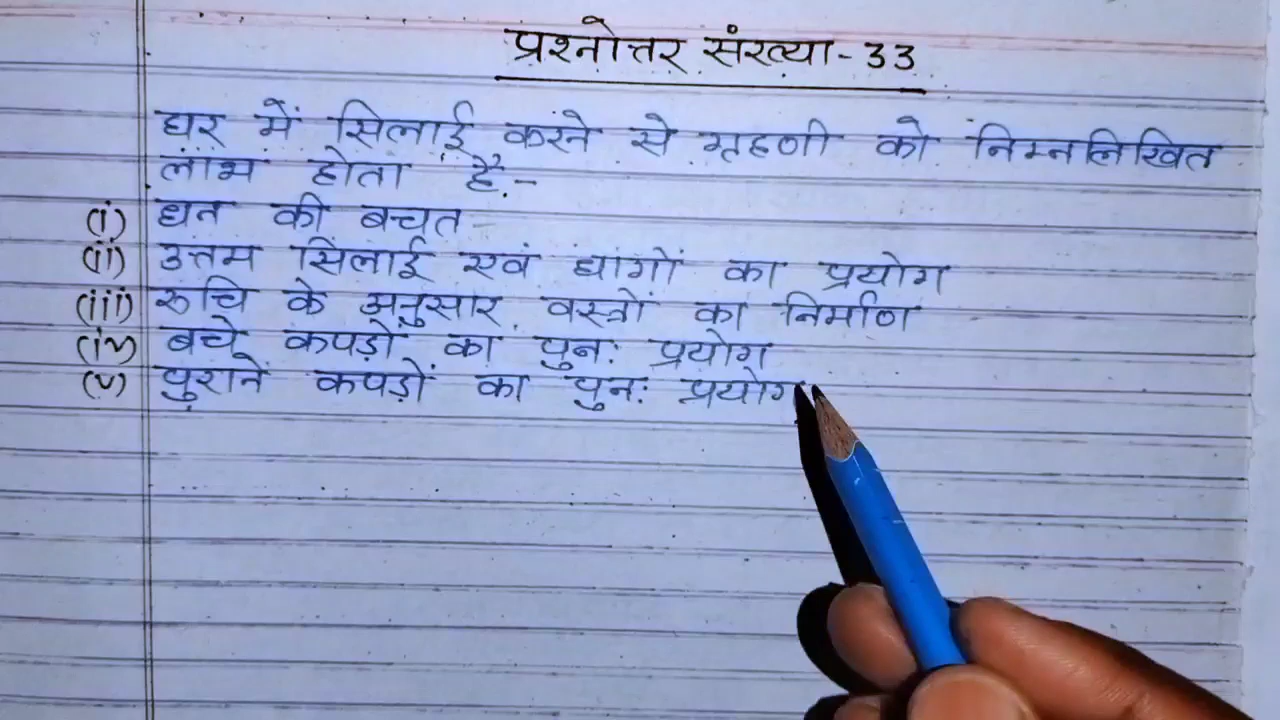 प्रश्नोत्तर संख्या-33
घर में सिलाई करने से गृहणी को निम्नलिखित
लाभ होता है:-
(i) धन की बचत
(ii) उत्तम सिलाई एवं धागों का प्रयोग
(iii) रुचि के अनुसार वस्त्रों का निर्माण
(iv) बचे कपड़ों का पुनः प्रयोग
(v) पुराने कपड़ों का पुनः प्रयोग